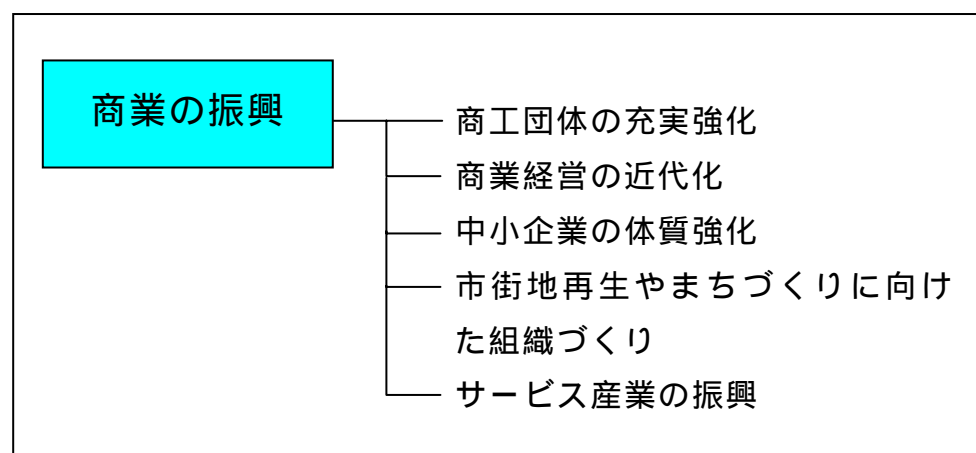 商業の振興
商工団体の充実強化
商業経営の近代化
中小企業の体質強化
市街地再生やまちづくりに向け
た組織づくり
サービス産業の振興